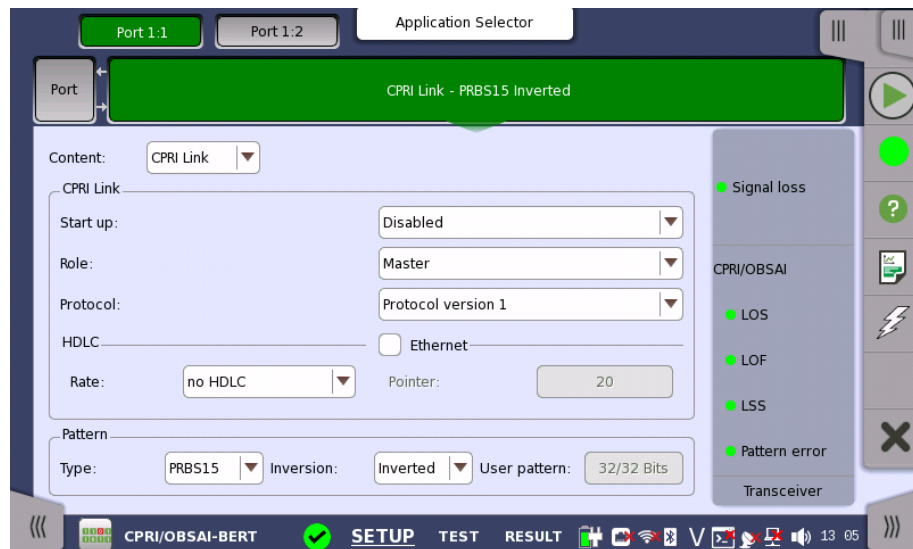 Application Selector
Port 1:1
Port 1:2
Port
CPRI Link - PRBS15 Inverted
Content:
CPRI Link
CPRI Link
Start up:
Disabled
Role:
Master
Protocol:
Protocol version 1
HDLC
Ethernet
Rate:
no HDLC
Pointer:
20
Pattern
Type:
PRBS15
Inversion:
Inverted
User pattern:
32/32 Bits
Signal loss
CPRI/OBSAI
LOS
LOF
LSS
Pattern error
Transceiver
CPRI/OBSAI-BERT
SETUP
TEST
RESULT
V
13 05